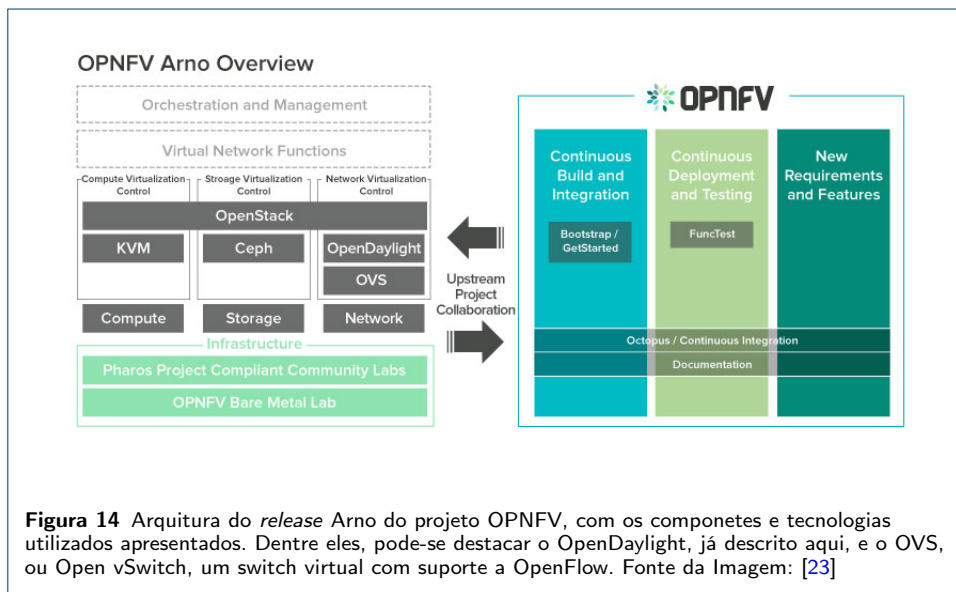 OPNFV Arno Overview
Orchestration and Management
Virtual Network Functions
Compute Virtualization
Control
Stroage Virtualization
Control
Network Virtualization
Control
OpenStack
KVM
Ceph
OpenDaylight
OVS
Compute
Storage
Network
Infrastructure
Pharos Project Compliant Community Labs
OPNFV Bare Metal Lab
Upstream
Project
Collaboration
OPNFV
Continuous
Build and
Integration
Bootstrap /
GetStarted
Continuous
Deployment
and Testing
FuncTest
New
Requirements
and Features
Octopus / Continuous Integration
Documentation
Figura 14 Arquitura do release Arno do projeto OPNFV, com os componetes e tecnologias
utilizados apresentados. Dentre eles, pode-se destacar o OpenDaylight, já descrito aqui, e o OVS,
ou Open vSwitch, um switch virtual com suporte a OpenFlow. Fonte da Imagem: [23]